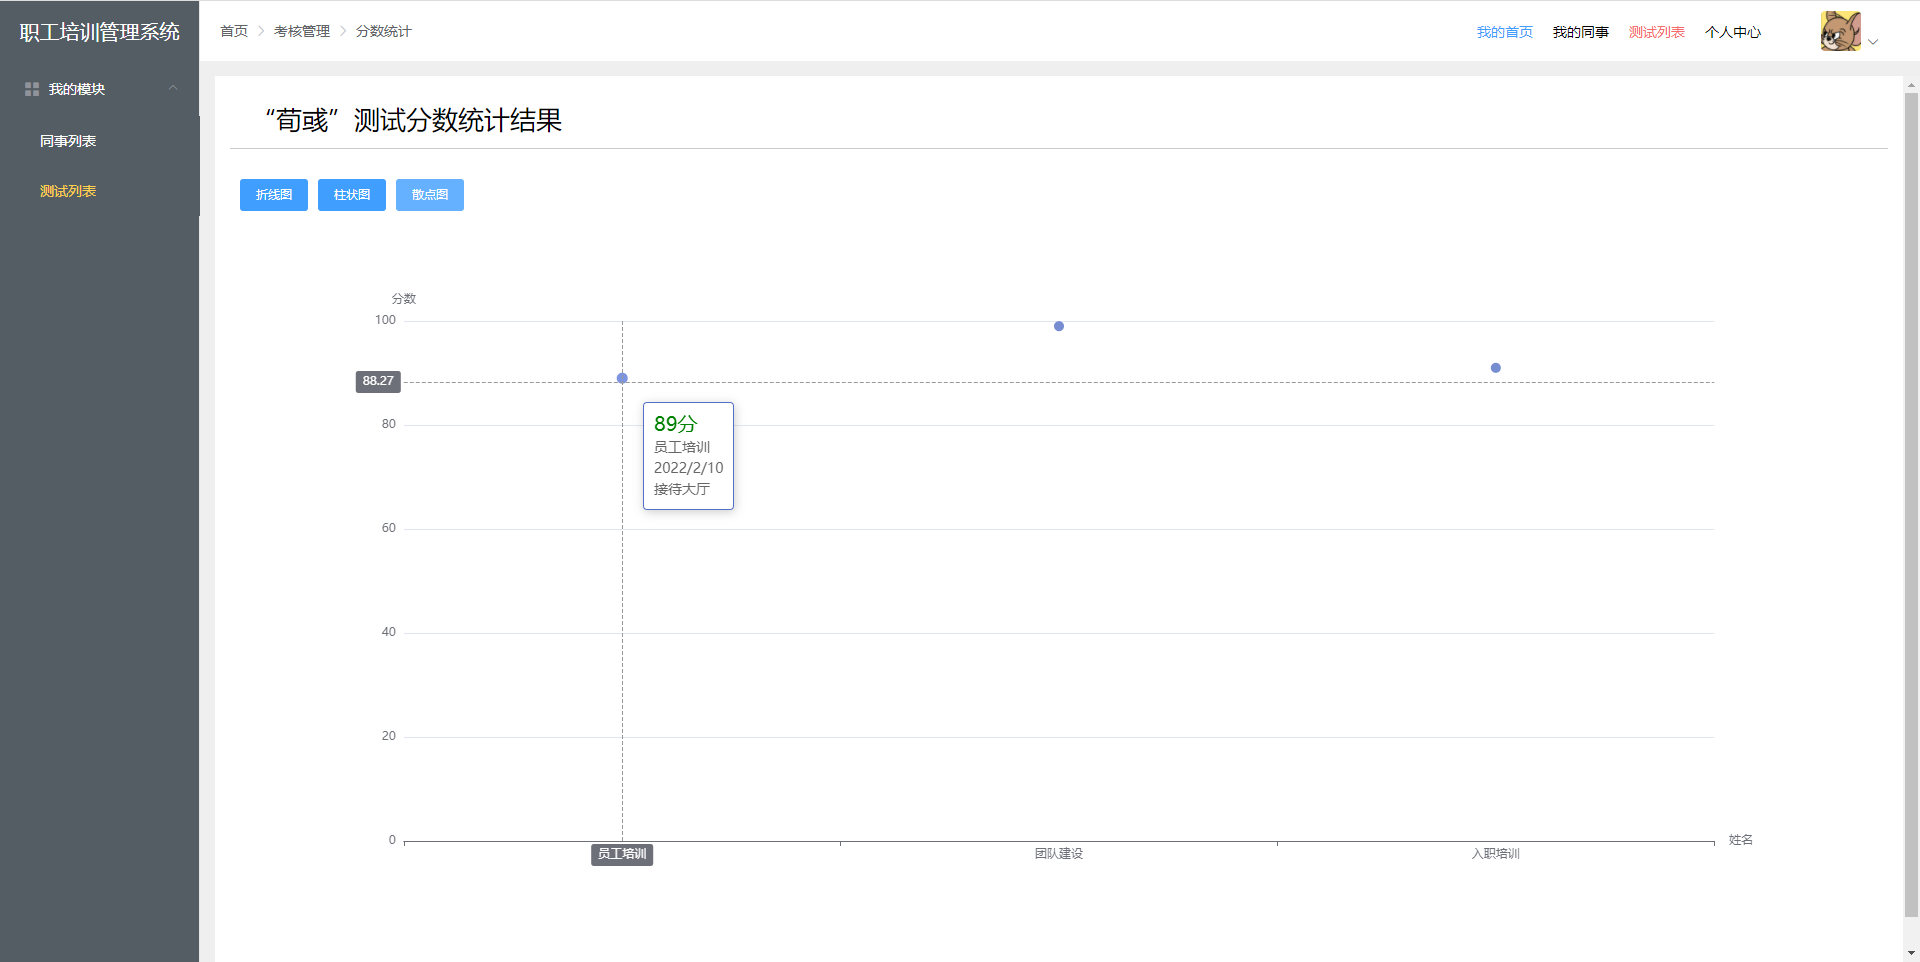 职工培训管理系统
我的模块
同事列表
测试列表
首页 考核管理 分数统计
我的首页 我的同事 测试列表 个人中心
“荀彧”测试分数统计结果
折线图 柱状图 散点图
分数
100
88.27
80
60
40
20
0
89分
员工培训
2022/2/10
接待大厅
员工培训 团队建设 入职培训
姓名